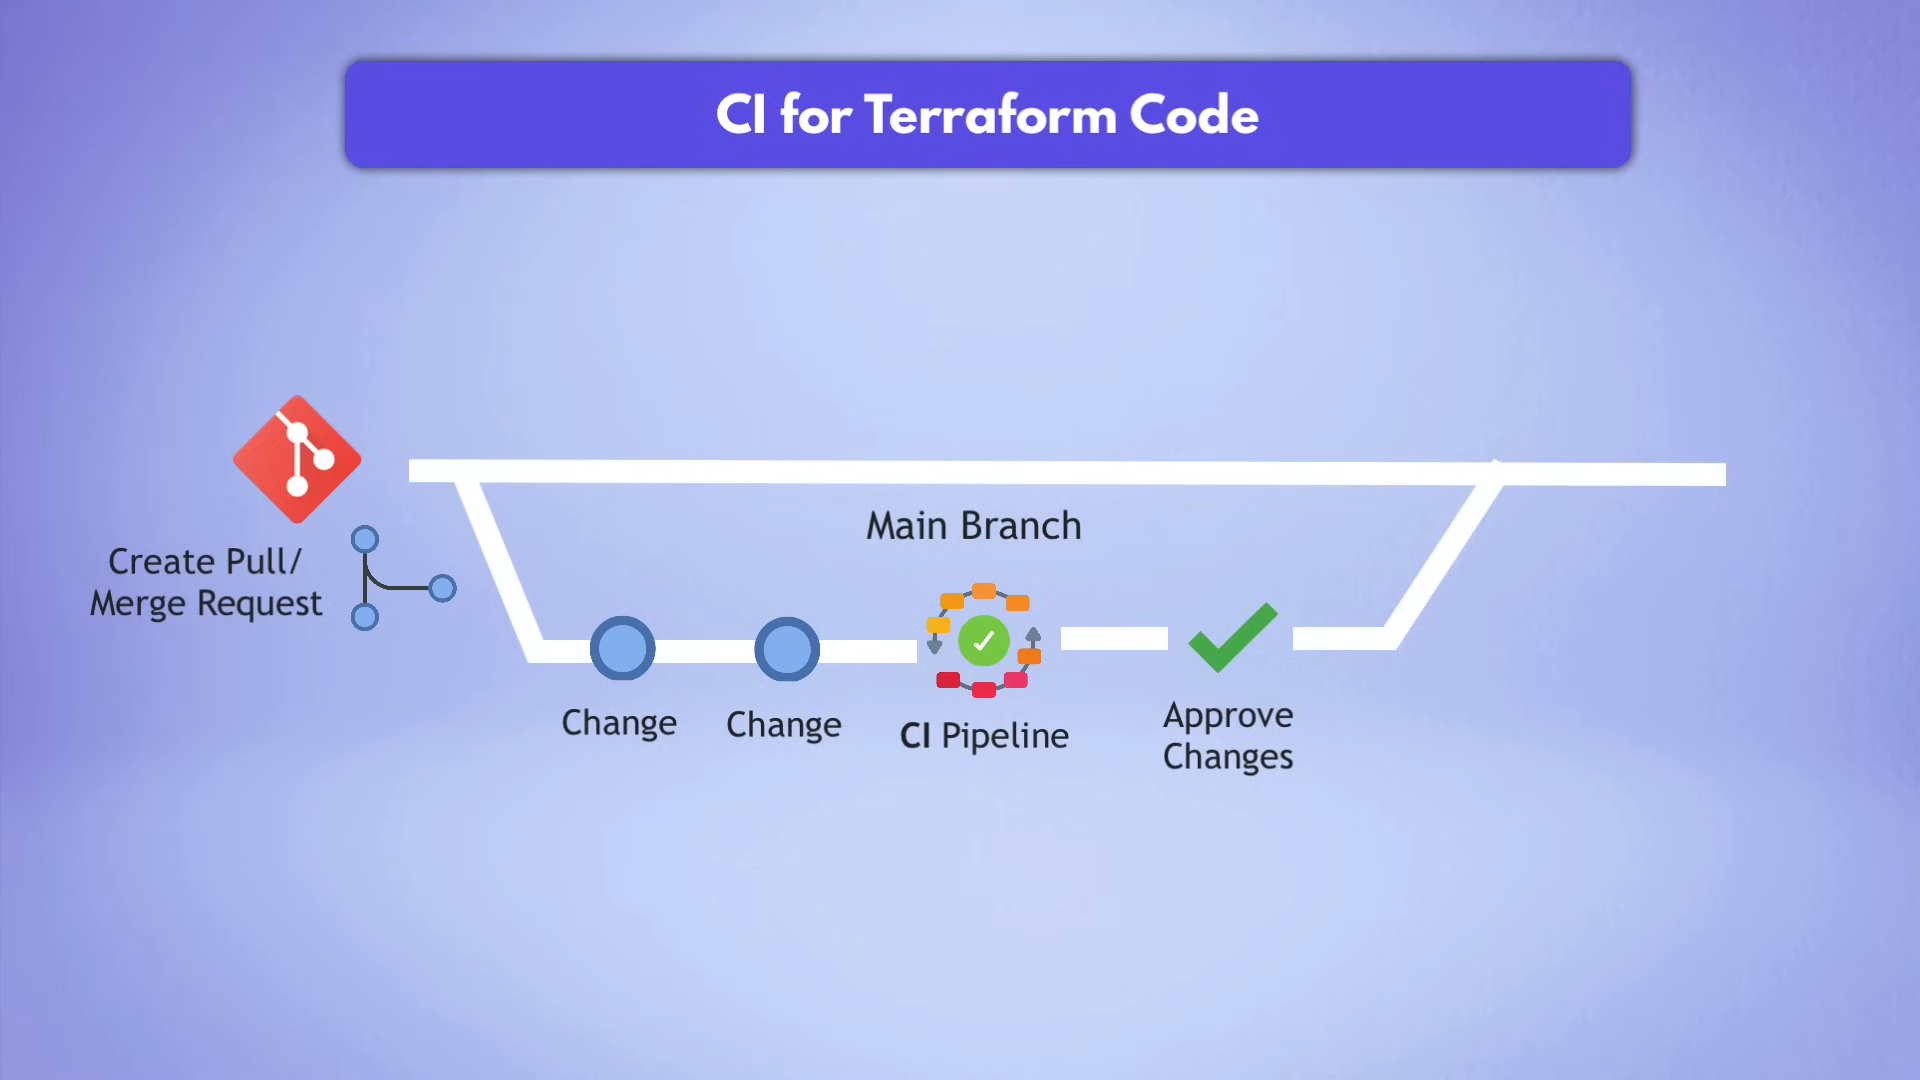 CI for Terraform Code
Create Pull/
Merge Request
Main Branch
Change
Change
CI Pipeline
Approve
Changes